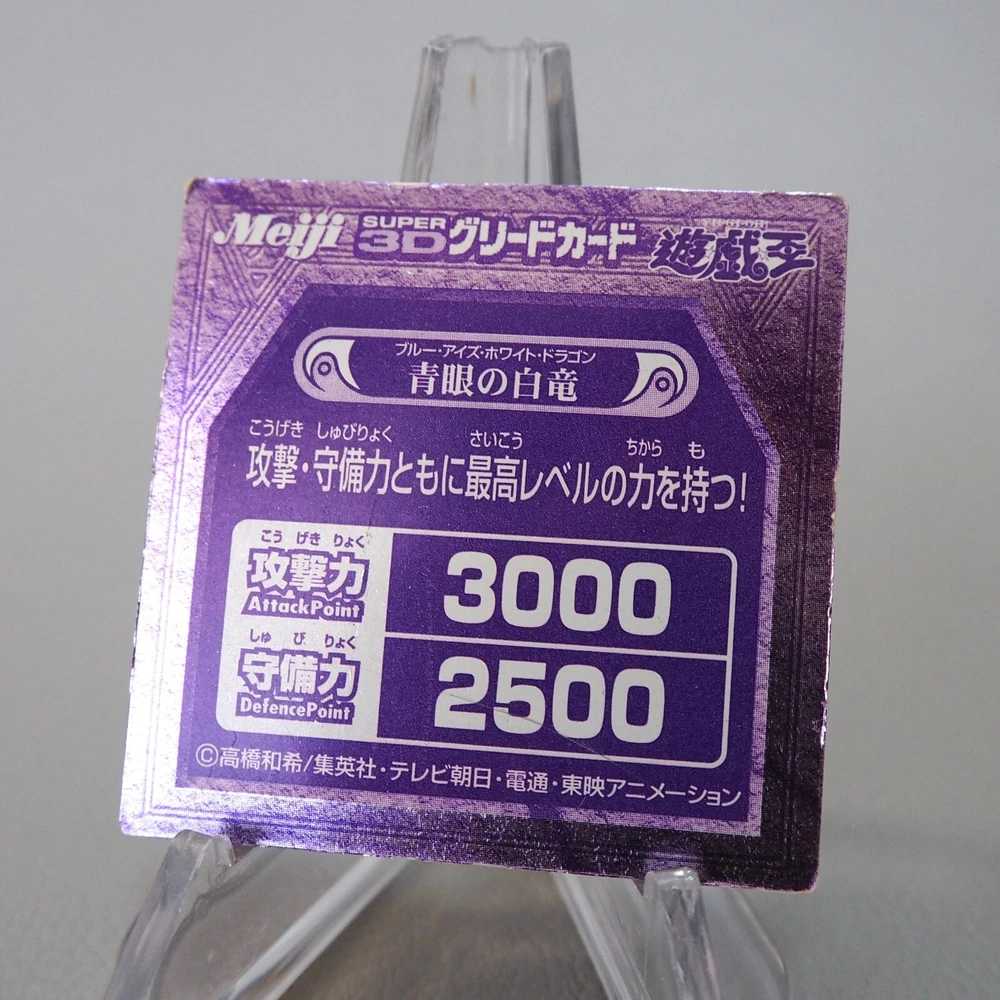 Meiji SUPER 3D グリードカード 遊戯王
ブルー・アイズ・ホワイト・ドラゴン
青眼の白竜
こうげき しゅびりょく さいこう ちから も
攻撃・守備力ともに最高レベルの力を持つ!
こう げき りょく
攻撃力 3000
AttackPoint
しゅ び りょく
守備力 2500
DefencePoint
©高橋和希/集英社・テレビ朝日・電通・東映アニメーション